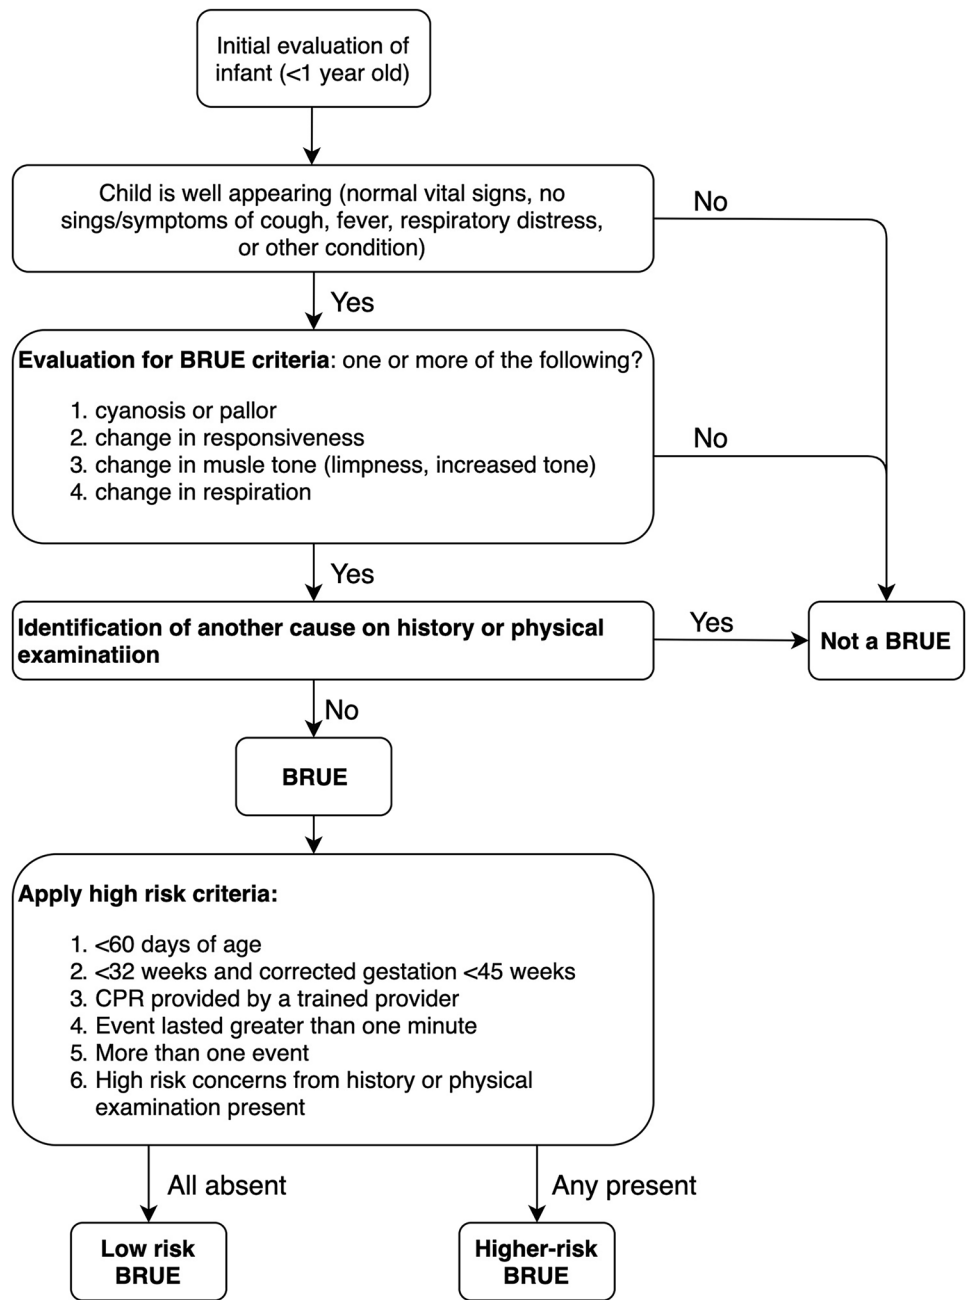 Initial evaluation of
infant (<1 year old)
Child is well appearing (normal vital signs, no
sings/symptoms of cough, fever, respiratory distress,
or other condition)
No
Yes
Evaluation for BRUE criteria: one or more of the following?
1. cyanosis or pallor
2. change in responsiveness
3. change in musle tone (limpness, increased tone)
4. change in respiration
No
Yes
Identification of another cause on history or physical
examinatiion
Yes
Not a BRUE
No
BRUE
Apply high risk criteria:
1. <60 days of age
2. <32 weeks and corrected gestation <45 weeks
3. CPR provided by a trained provider
4. Event lasted greater than one minute
5. More than one event
6. High risk concerns from history or physical
examination present
All absent
Any present
Low risk
BRUE
Higher-risk
BRUE